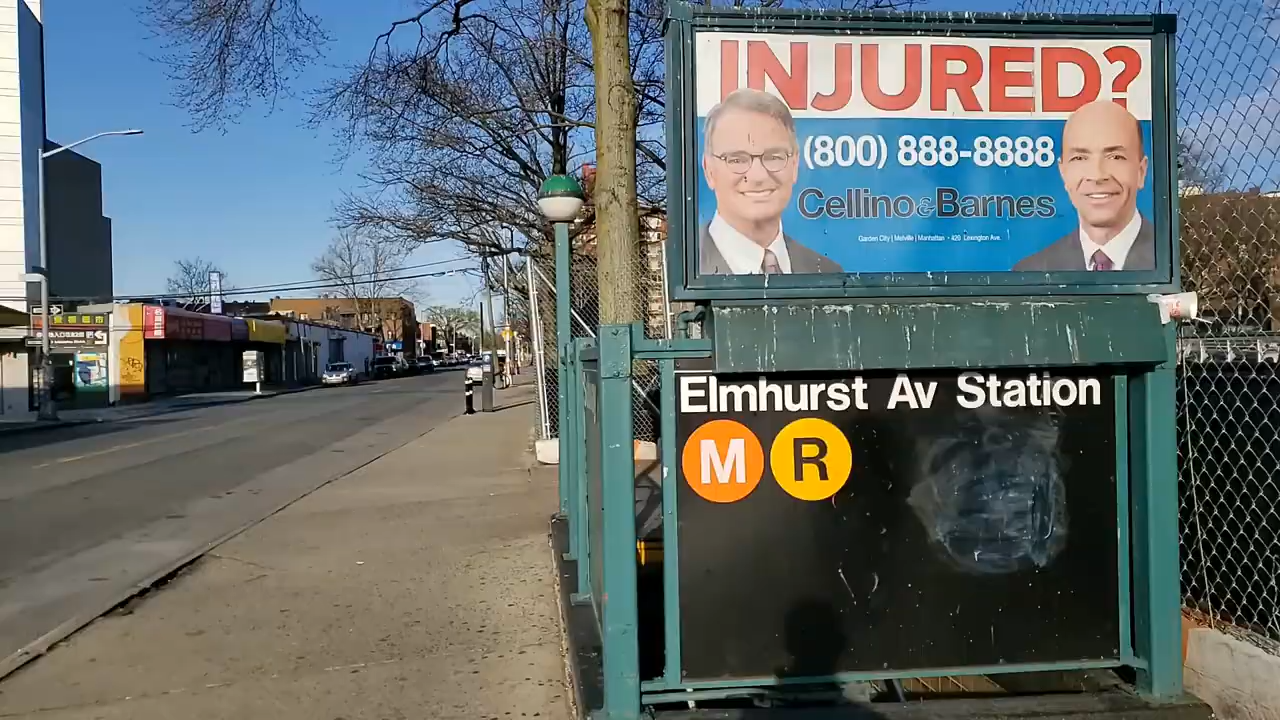 INJURED?
(800) 888-8888
Cellino & Barnes
Garden City | Melville | Manhattan • 420 Lexington Ave.
Elmhurst Av Station
M R